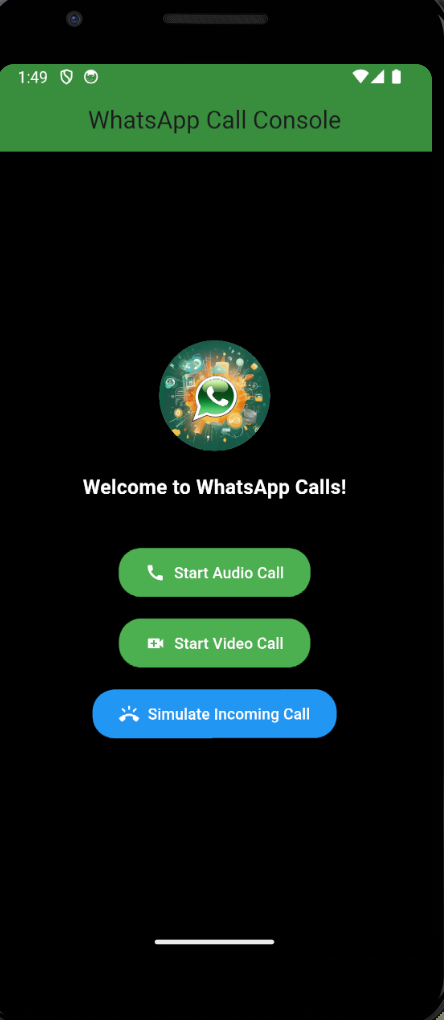 1:49
WhatsApp Call Console
Welcome to WhatsApp Calls!
Start Audio Call
Start Video Call
Simulate Incoming Call